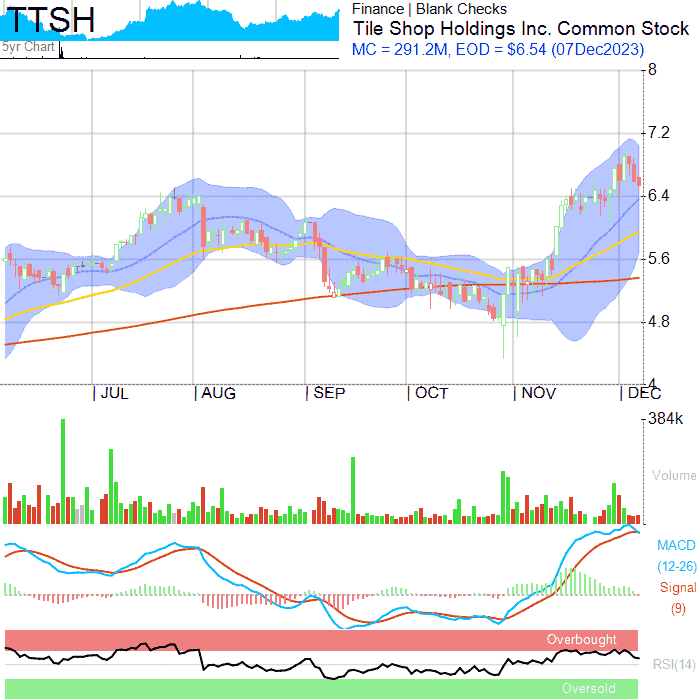 TTSH
5yr Chart
Finance | Blank Checks
Tile Shop Holdings Inc. Common Stock
MC = 291.2M, EOD = $6.54 (07Dec2023)
8
7.2
6.4
5.6
4.8
4
JUL AUG SEP OCT NOV DEC
384k
Volume
MACD
(12-26)
Signal
(9)
Overbought
RSI(14)
Oversold